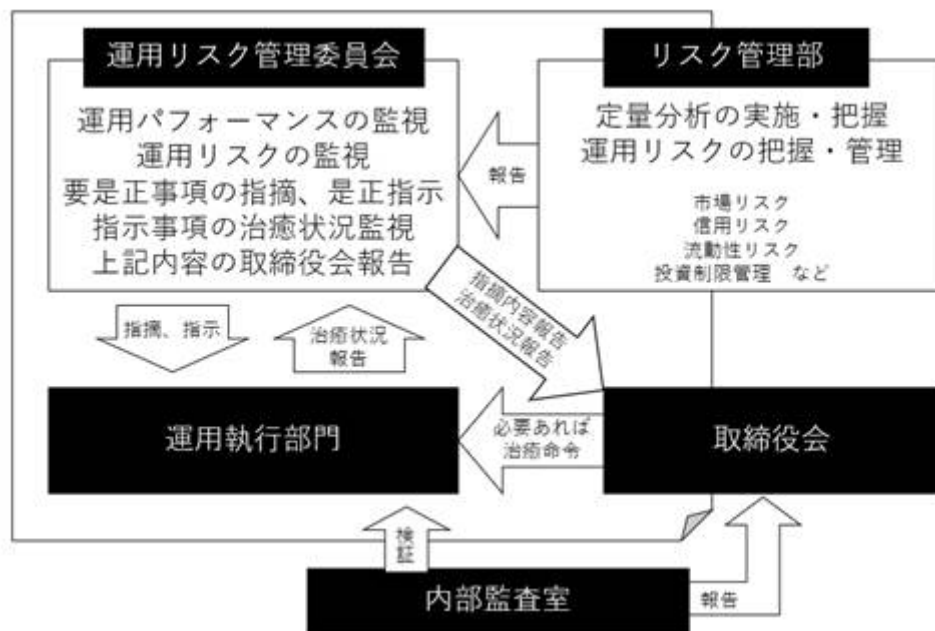 運用リスク管理委員会
運用パフォーマンスの監視
運用リスクの監視
要是正事項の指摘、是正指示
指示事項の治癒状況監視
上記内容の取締役会報告
リスク管理部
定量分析の実施・把握
運用リスクの把握・管理
市場リスク
信用リスク
流動性リスク
投資制限管理　など
報告
指摘、指示
治癒状況
報告
指摘内容報告
治癒状況報告
運用執行部門
必要あれば
治癒命令
取締役会
検証
内部監査室
報告